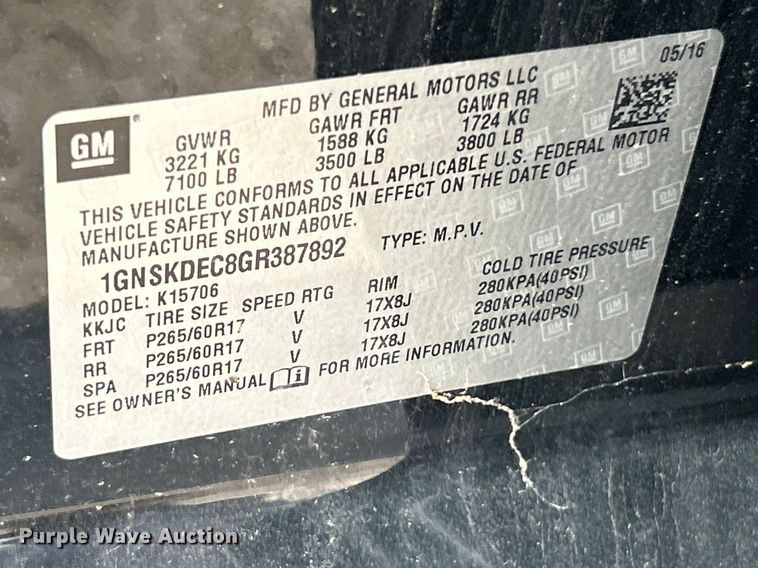 05/16
GM
MFD BY GENERAL MOTORS LLC
GVWR GAWR FRT GAWR RR
3221 KG 1588 KG 1724 KG
7100 LB 3500 LB 3800 LB
THIS VEHICLE CONFORMS TO ALL APPLICABLE U.S. FEDERAL MOTOR
VEHICLE SAFETY STANDARDS IN EFFECT ON THE DATE OF
MANUFACTURE SHOWN ABOVE.
1GNSKDEC8GR387892 TYPE: M.P.V.
MODEL: K15706
KKJC TIRE SIZE SPEED RTG RIM COLD TIRE PRESSURE
FRT P265/60R17 V 17X8J 280KPA(40PSI)
RR P265/60R17 V 17X8J 280KPA(40PSI)
SPA P265/60R17 V 17X8J 280KPA(40PSI)
SEE OWNER'S MANUAL i FOR MORE INFORMATION.
Purple Wave Auction